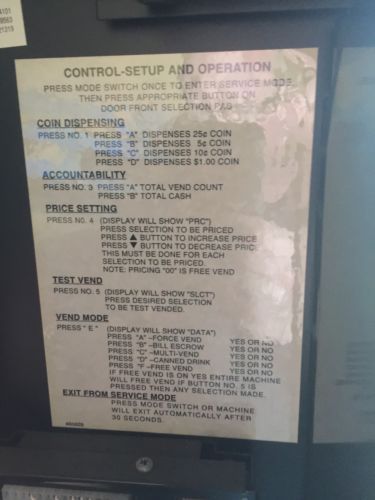 4101
9563
21315
CONTROL-SETUP AND OPERATION
PRESS MODE SWITCH ONCE TO ENTER SERVICE MODE
THEN PRESS APPROPRIATE BUTTON ON
DOOR FRONT SELECTION PAD
COIN DISPENSING
PRESS NO. 1 PRESS "A" DISPENSES 25¢ COIN
PRESS "B" DISPENSES 5¢ COIN
PRESS "C" DISPENSES 10¢ COIN
PRESS "D" DISPENSES $1.00 COIN
ACCOUNTABILITY
PRESS NO. 3 PRESS "A" TOTAL VEND COUNT
PRESS "B" TOTAL CASH
PRICE SETTING
PRESS NO. 4 (DISPLAY WILL SHOW "PRC")
PRESS SELECTION TO BE PRICED
PRESS ▲ BUTTON TO INCREASE PRICE
PRESS ▼ BUTTON TO DECREASE PRICE
THIS MUST BE DONE FOR EACH
SELECTION TO BE PRICED.
NOTE: PRICING "00" IS FREE VEND
TEST VEND
PRESS NO. 5 (DISPLAY WILL SHOW "SLCT")
PRESS DESIRED SELECTION
TO BE TEST VENDED.
VEND MODE
PRESS "E" (DISPLAY WILL SHOW "DATA")
PRESS "A" –FORCE VEND YES OR NO
PRESS "B" –BILL ESCROW YES OR NO
PRESS "C" –MULTI-VEND YES OR NO
PRESS "D" –CANNED DRINK YES OR NO
PRESS "F" –FREE VEND YES OR NO
IF FREE VEND IS ON YES ENTIRE MACHINE
WILL FREE VEND IF BUTTON NO. 5 IS
PRESSED THEN ANY SELECTION MADE.
EXIT FROM SERVICE MODE
PRESS MODE SWITCH OR MACHINE
WILL EXIT AUTOMATICALLY AFTER
30 SECONDS.